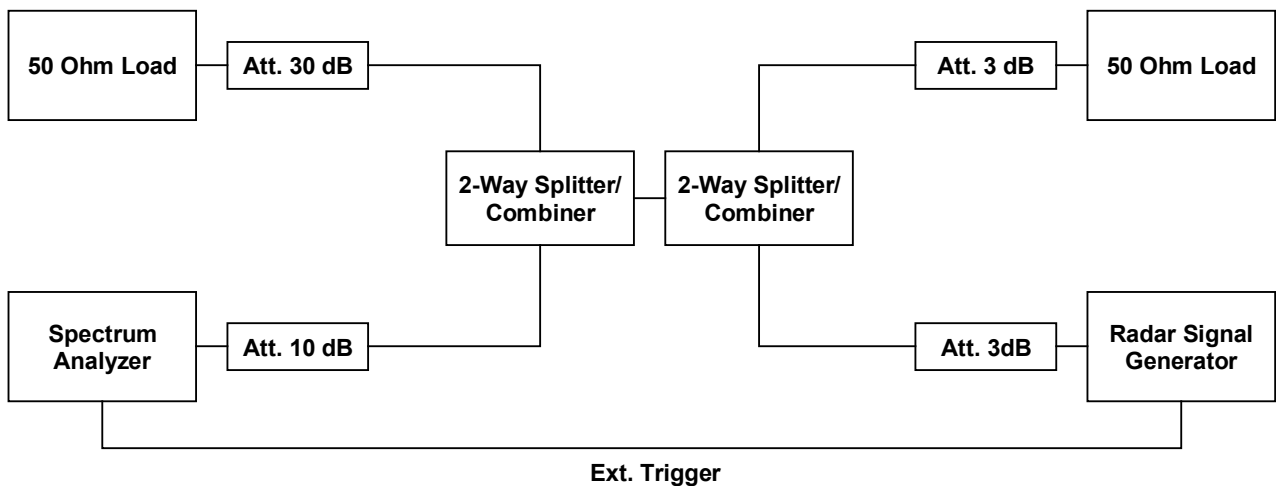 50 Ohm Load
Att. 30 dB
Att. 3 dB
50 Ohm Load
2-Way Splitter/
Combiner
2-Way Splitter/
Combiner
Spectrum
Analyzer
Att. 10 dB
Att. 3dB
Radar Signal
Generator
Ext. Trigger